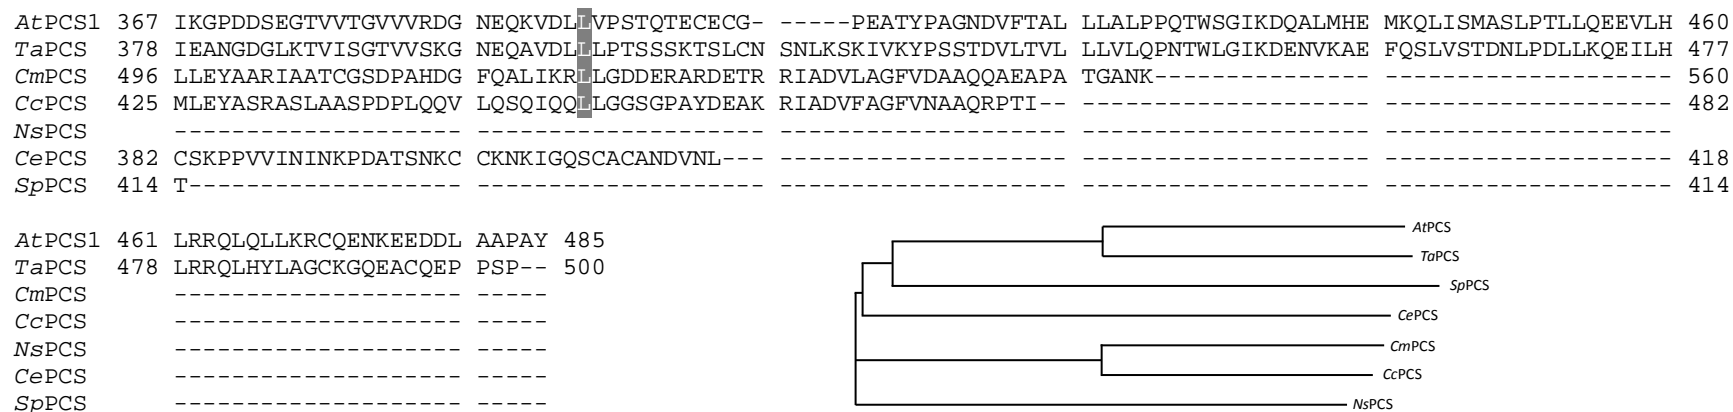 AtPCS1 367 IKGPDDSEGTVVTGVVVRDG NEQKVDLLVPSTQTECECG- -----PEATYPAGNDVFTAL LLALPPQTWSGIKDQALMHE MKQLISMASLPTLLQEEVLH 460
TaPCS 378 IEANGDGLKTVISGTVVSKG NEQAVDLLLPTSSSKTSLCN SNLKSKIVKYPSSTDVLTVL LLVLQPNTWLGIKDENVKAE FQSLVSTDNLPDLLKQEILH 477
CmPCS 496 LLEYAARIAATCGSDPAHDG FQALIKRLLGDDERARDETR RIADVLAGFVDAAQQAEAPA TGANK--------------- -------------------- 560
CcPCS 425 MLEYASRASLAASPDPLQQV LQSQIQQLLGGSGPAYDEAK RIADVFAGFVNAAQRPTI-- -------------------- -------------------- 482
NsPCS -------------------- -------------------- -------------------- -------------------- --------------------
CePCS 382 CSKPPVVININKPDATSNKC CKNKIGQSCACANDVNL--- -------------------- -------------------- -------------------- 418
SpPCS 414 T------------------- -------------------- -------------------- -------------------- -------------------- 414
AtPCS1 461 LRRQLQLLKRCQENKEEDDL AAPAY 485
TaPCS 478 LRRQLHYLAGCKGQEACQEP PSP-- 500
CmPCS -------------------- -----
CcPCS -------------------- -----
NsPCS -------------------- -----
CePCS -------------------- -----
SpPCS -------------------- -----
AtPCS
TaPCS
SpPCS
CePCS
CmPCS
CcPCS
NsPCS